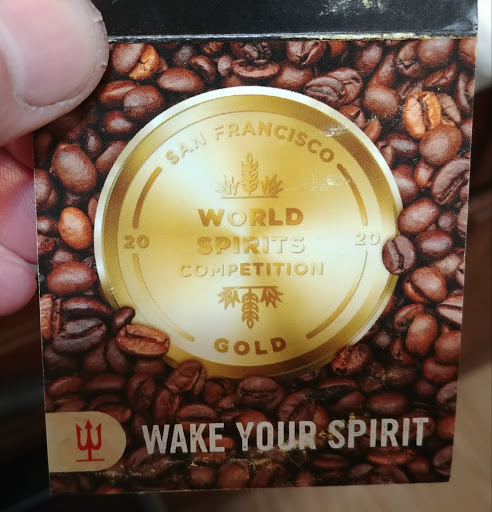 SAN FRANCISCO
WORLD
20 SPIRITS 20
COMPETITION
GOLD
WAKE YOUR SPIRIT